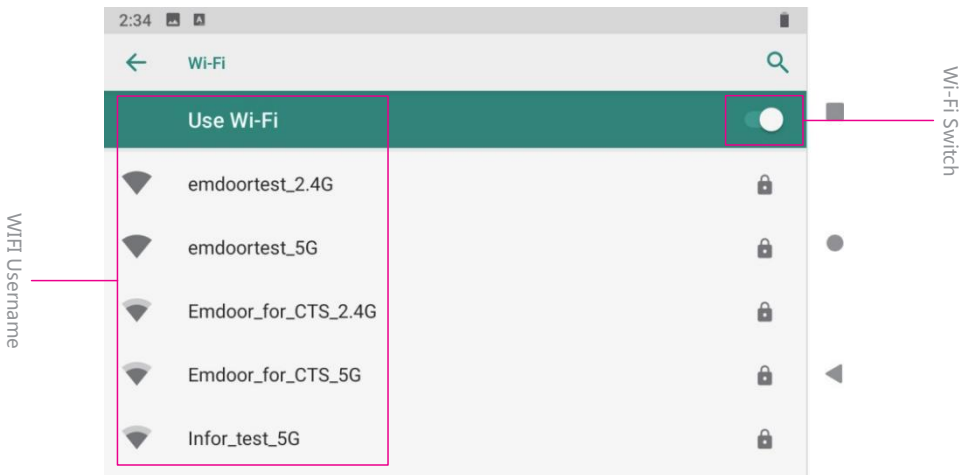 2:34
Wi-Fi
Use Wi-Fi
emdoortest_2.4G
emdoortest_5G
Emdoor_for_CTS_2.4G
Emdoor_for_CTS_5G
Infor_test_5G
WIFI Username
Wi-Fi Switch